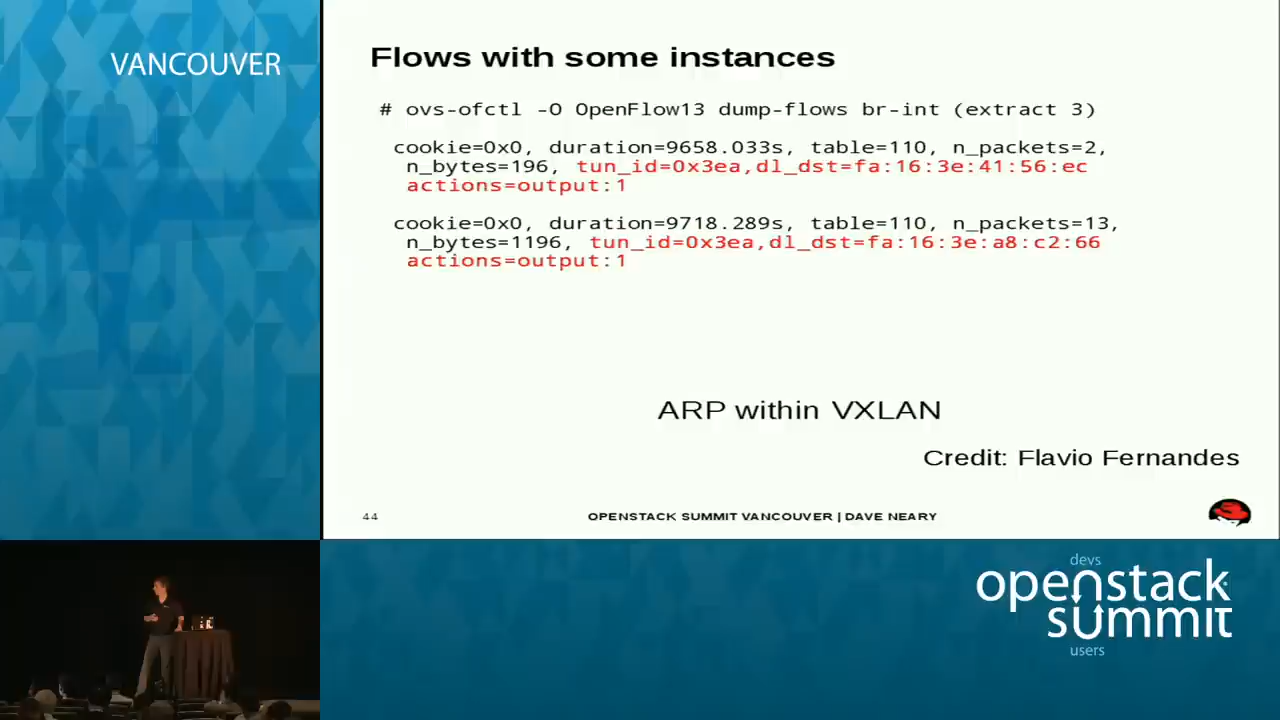 VANCOUVER
Flows with some instances
# ovs-ofctl -O OpenFlow13 dump-flows br-int (extract 3)
cookie=0x0, duration=9658.033s, table=110, n_packets=2,
n_bytes=196, tun_id=0x3ea,dl_dst=fa:16:3e:41:56:ec
actions=output:1
cookie=0x0, duration=9718.289s, table=110, n_packets=13,
n_bytes=1196, tun_id=0x3ea,dl_dst=fa:16:3e:a8:c2:66
actions=output:1
ARP within VXLAN
Credit: Flavio Fernandes
44
OPENSTACK SUMMIT VANCOUVER | DAVE NEARY
devs
openstack
summit
users